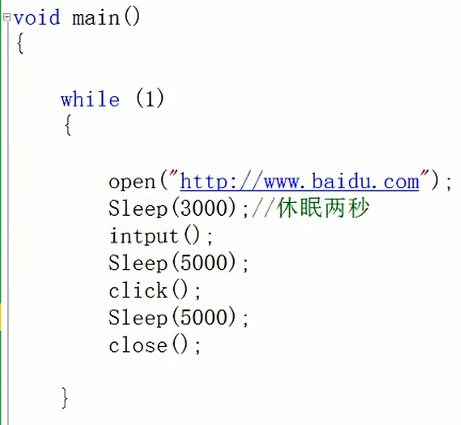 void main()
{
while (1)
{
open("http://www.baidu.com");
Sleep(3000);//休眠两秒
intput();
Sleep(5000);
click();
Sleep(5000);
close();
}